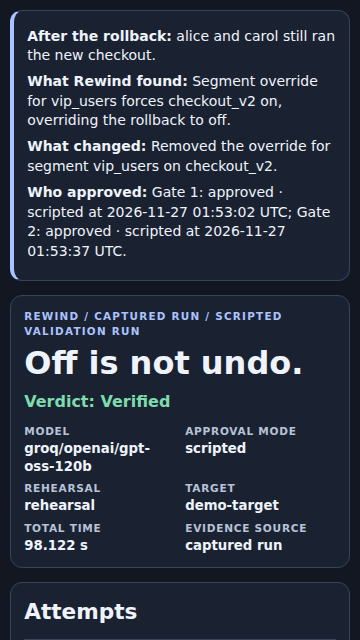 After the rollback: alice and carol still ran
the new checkout.
What Rewind found: Segment override
for vip_users forces checkout_v2 on,
overriding the rollback to off.
What changed: Removed the override for
segment vip_users on checkout_v2.
Who approved: Gate 1: approved ·
scripted at 2026-11-27 01:53:02 UTC; Gate
2: approved · scripted at 2026-11-27
01:53:37 UTC.
REWIND / CAPTURED RUN / SCRIPTED
VALIDATION RUN
Off is not undo.
Verdict: Verified
MODEL
groq/openai/gpt-
oss-120b
APPROVAL MODE
scripted
REHEARSAL
rehearsal
TARGET
demo-target
TOTAL TIME
98.122 s
EVIDENCE SOURCE
captured run
Attempts